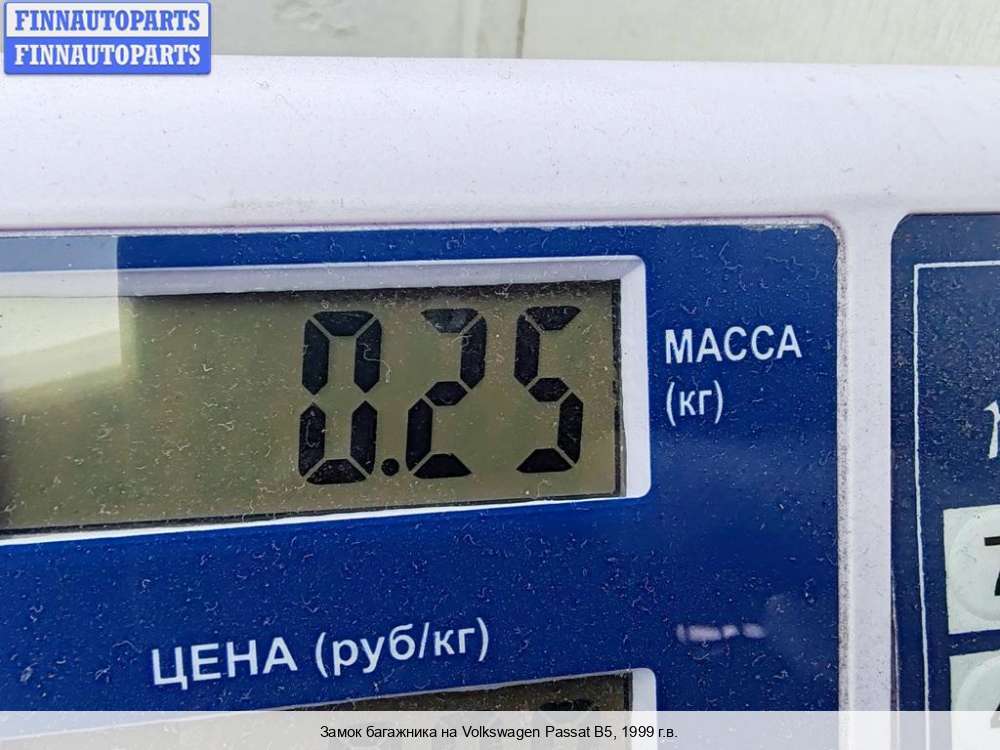 FINNAUTOPARTS
FINNAUTOPARTS
0.25
МАССА
(кг)
ЦЕНА (руб/кг)
Замок багажника на Volkswagen Passat B5, 1999 г.в.